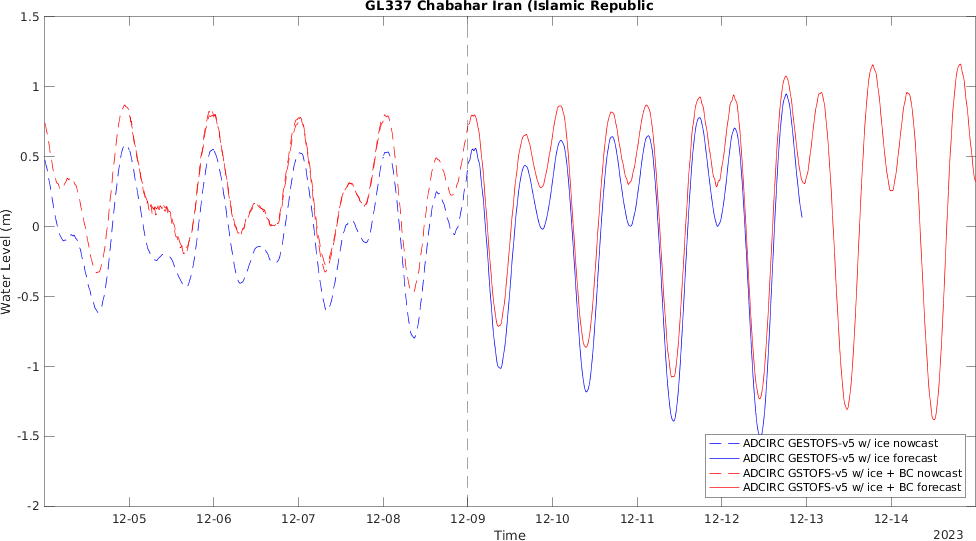 GL337 Chabahar Iran (Islamic Republic
1.5
1
0.5
0
-0.5
-1
-1.5
-2
Water Level (m)
12-05
12-06
12-07
12-08
12-09
12-10
12-11
12-12
12-13
12-14
Time
2023
ADCIRC GESTOFS-v5 w/ ice nowcast
ADCIRC GESTOFS-v5 w/ ice forecast
ADCIRC GSTOFS-v5 w/ ice + BC nowcast
ADCIRC GSTOFS-v5 w/ ice + BC forecast